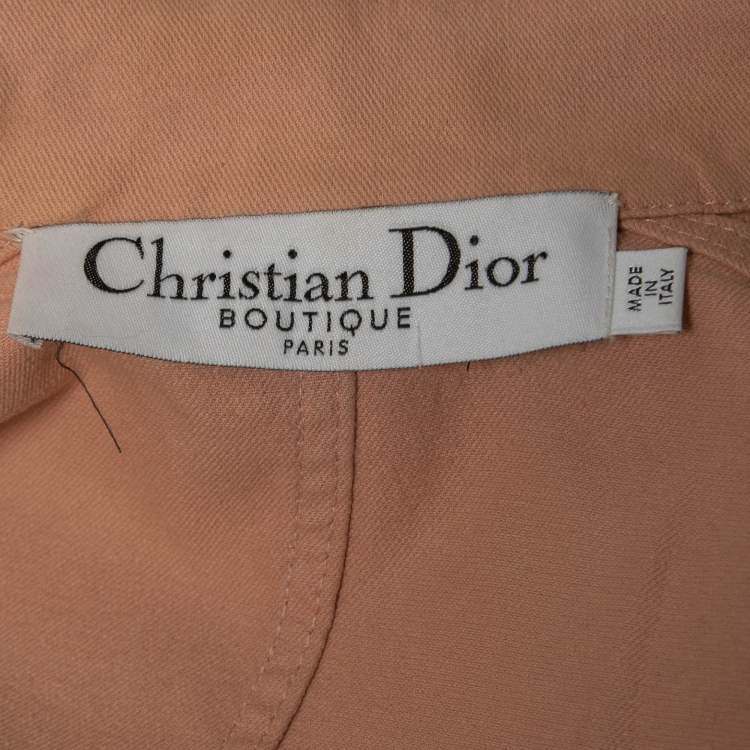 Christian Dior
BOUTIQUE
PARIS
MADE
IN
ITALY